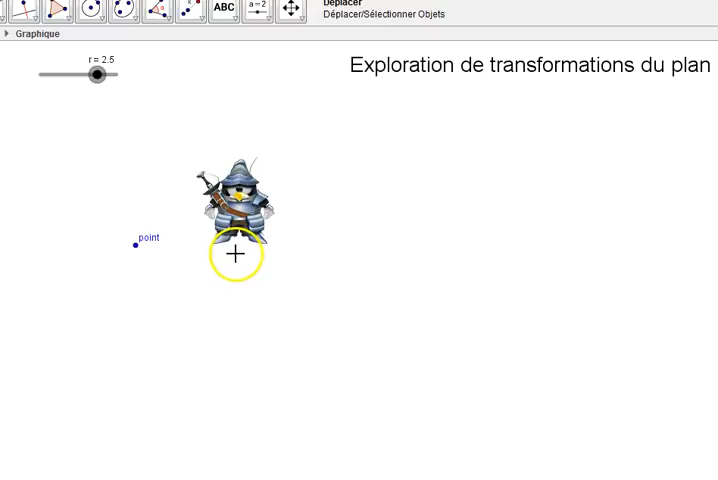 ABC
a=2
Déplacer
Déplacer/Sélectionner Objets
Graphique
r = 2.5
Exploration de transformations du plan
point